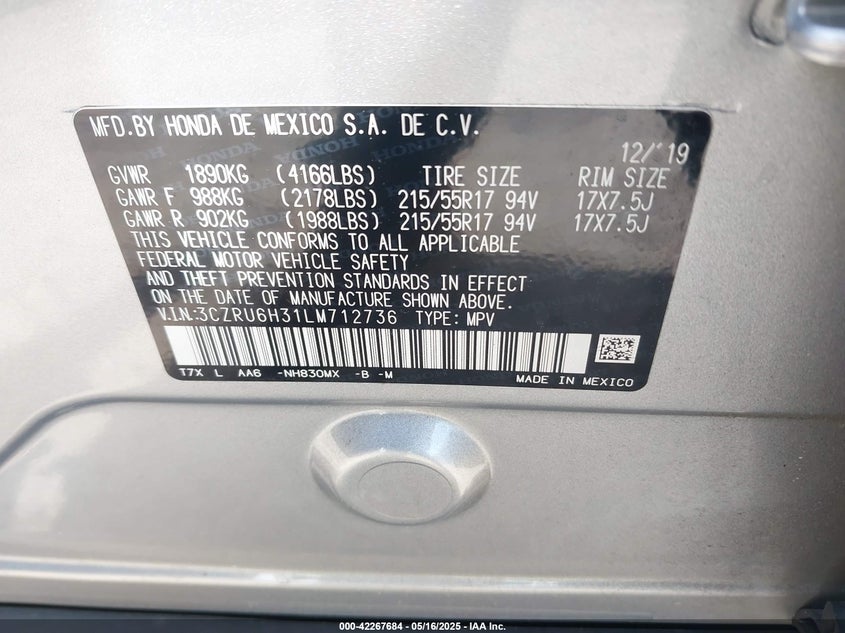 MFD.BY HONDA DE MEXICO S.A. DE C.V.
12/'19
GVWR 1890KG (4166LBS) TIRE SIZE RIM SIZE
GAWR F 988KG (2178LBS) 215/55R17 94V 17X7.5J
GAWR R 902KG (1988LBS) 215/55R17 94V 17X7.5J
THIS VEHICLE CONFORMS TO ALL APPLICABLE
FEDERAL MOTOR VEHICLE SAFETY
AND THEFT PREVENTION STANDARDS IN EFFECT
ON THE DATE OF MANUFACTURE SHOWN ABOVE.
V.I.N:3CZRU6H31LM712736 TYPE: MPV
T7X L AA6 -NH830MX -B -M
MADE IN MEXICO
000-42267684 - 05/16/2025 - IAA Inc.